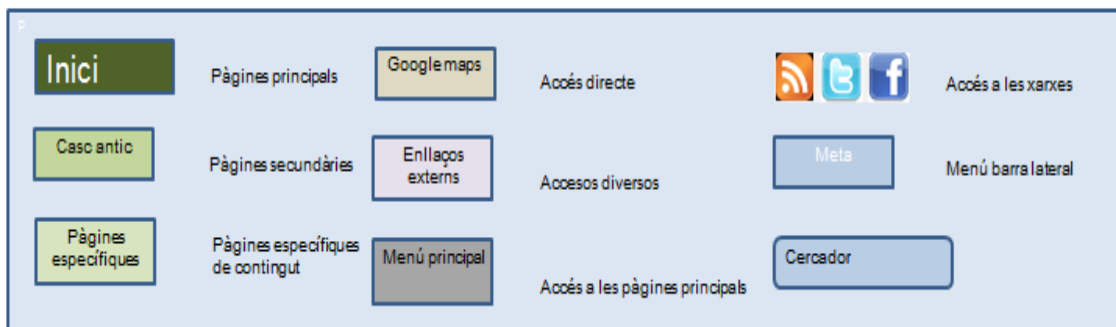 P
Inici
Pàgines principals
Google maps
Accés directe
Accés a les xarxes
Casc antic
Pàgines secundàries
Enllaços
externs
Accesos diversos
Meta
Menú barra lateral
Pàgines
específiques
Pàgines específiques
de contingut
Menú principal
Accés a les pàgines principals
Cercador